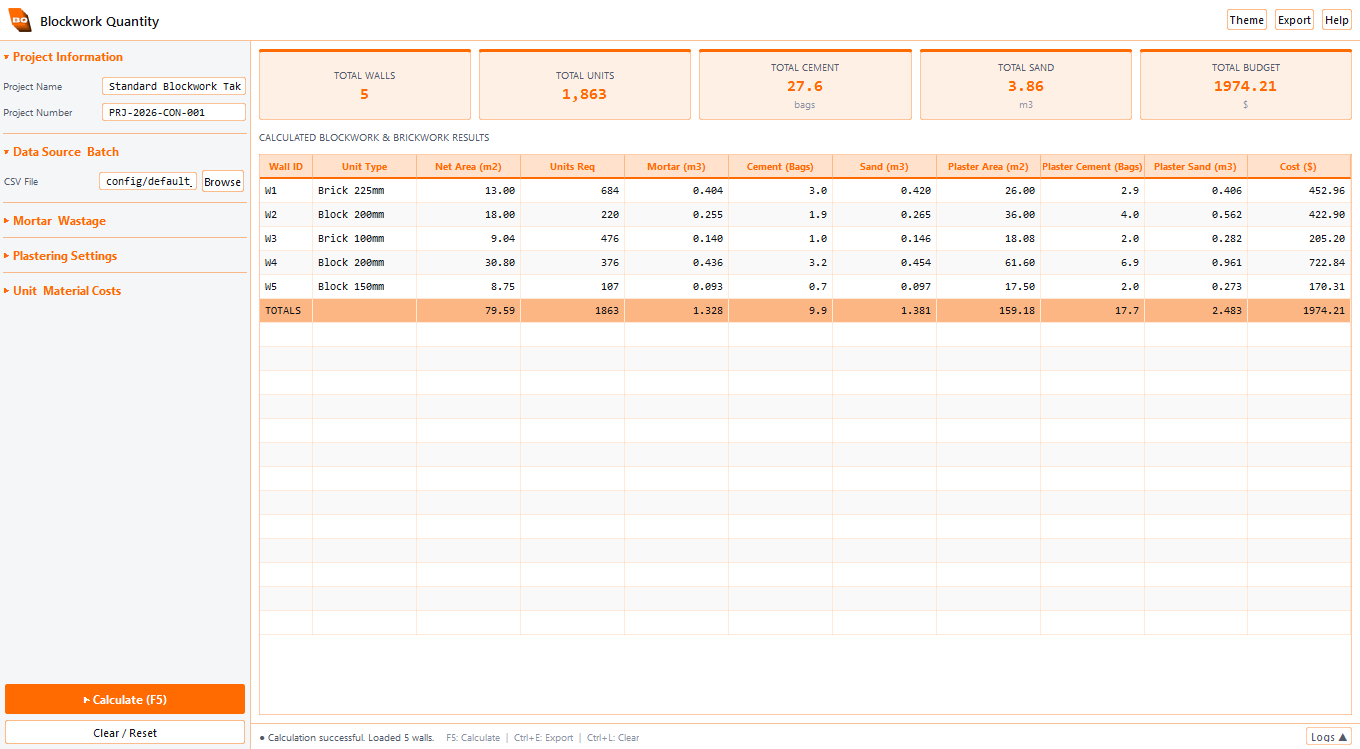 BQ Blockwork Quantity Theme Export Help
▾ Project Information
Project Name Standard Blockwork Tak
Project Number PRJ-2026-CON-001
▾ Data Source Batch
CSV File config/default_ Browse
▸ Mortar Wastage
▸ Plastering Settings
▸ Unit Material Costs
▸ Calculate (F5)
Clear / Reset
TOTAL WALLS
5
TOTAL UNITS
1,863
TOTAL CEMENT
27.6
bags
TOTAL SAND
3.86
m3
TOTAL BUDGET
1974.21
$
CALCULATED BLOCKWORK & BRICKWORK RESULTS
Wall ID Unit Type Net Area (m2) Units Req Mortar (m3) Cement (Bags) Sand (m3) Plaster Area (m2) Plaster Cement (Bags) Plaster Sand (m3) Cost ($)
W1 Brick 225mm 13.00 684 0.404 3.0 0.420 26.00 2.9 0.406 452.96
W2 Block 200mm 18.00 220 0.255 1.9 0.265 36.00 4.0 0.562 422.90
W3 Brick 100mm 9.04 476 0.140 1.0 0.146 18.08 2.0 0.282 205.20
W4 Block 200mm 30.80 376 0.436 3.2 0.454 61.60 6.9 0.961 722.84
W5 Block 150mm 8.75 107 0.093 0.7 0.097 17.50 2.0 0.273 170.31
TOTALS 79.59 1863 1.328 9.9 1.381 159.18 17.7 2.483 1974.21
● Calculation successful. Loaded 5 walls. F5: Calculate | Ctrl+E: Export | Ctrl+L: Clear Logs ▲